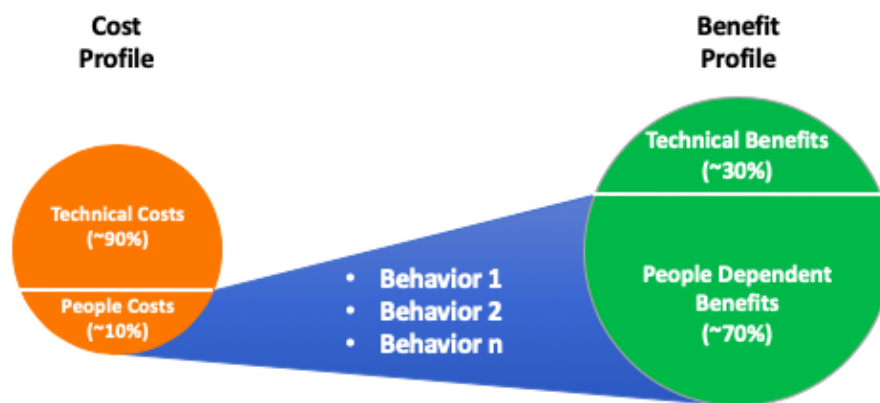 Cost
Profile
Benefit
Profile
Technical Costs
(~90%)
People Costs
(~10%)
• Behavior 1
• Behavior 2
• Behavior n
Technical Benefits
(~30%)
People Dependent
Benefits
(~70%)